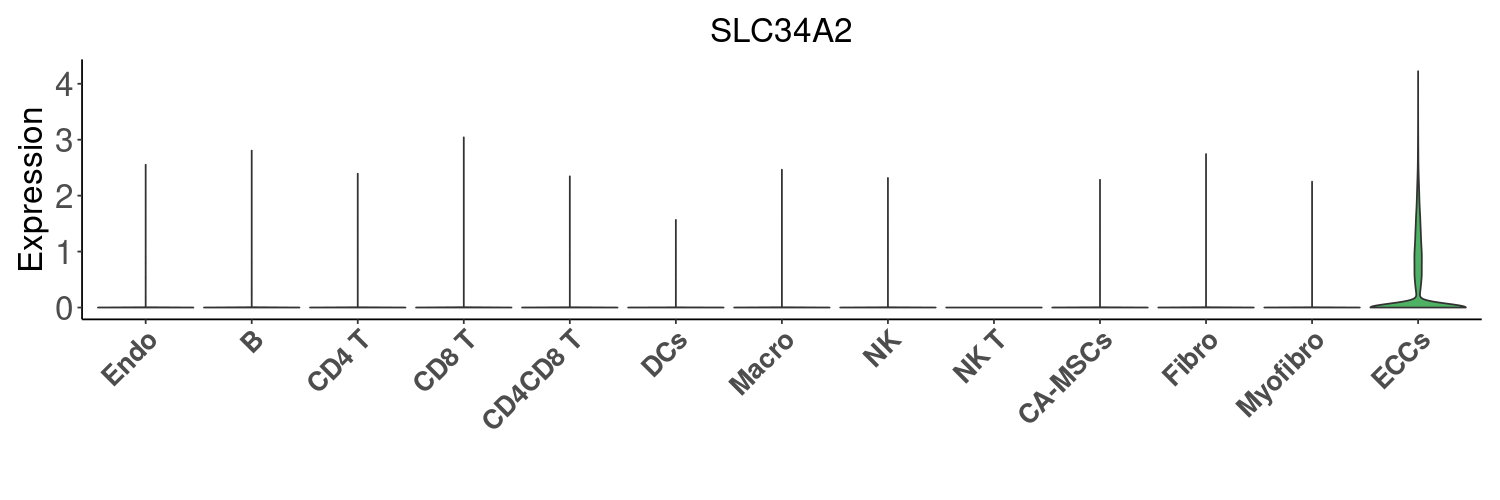 SLC34A2
Expression
4
3
2
1
0
Endo
B
CD4 T
CD8 T
CD4CD8 T
DCs
Macro
NK
NK T
CA-MSCs
Fibro
Myofibro
ECCs